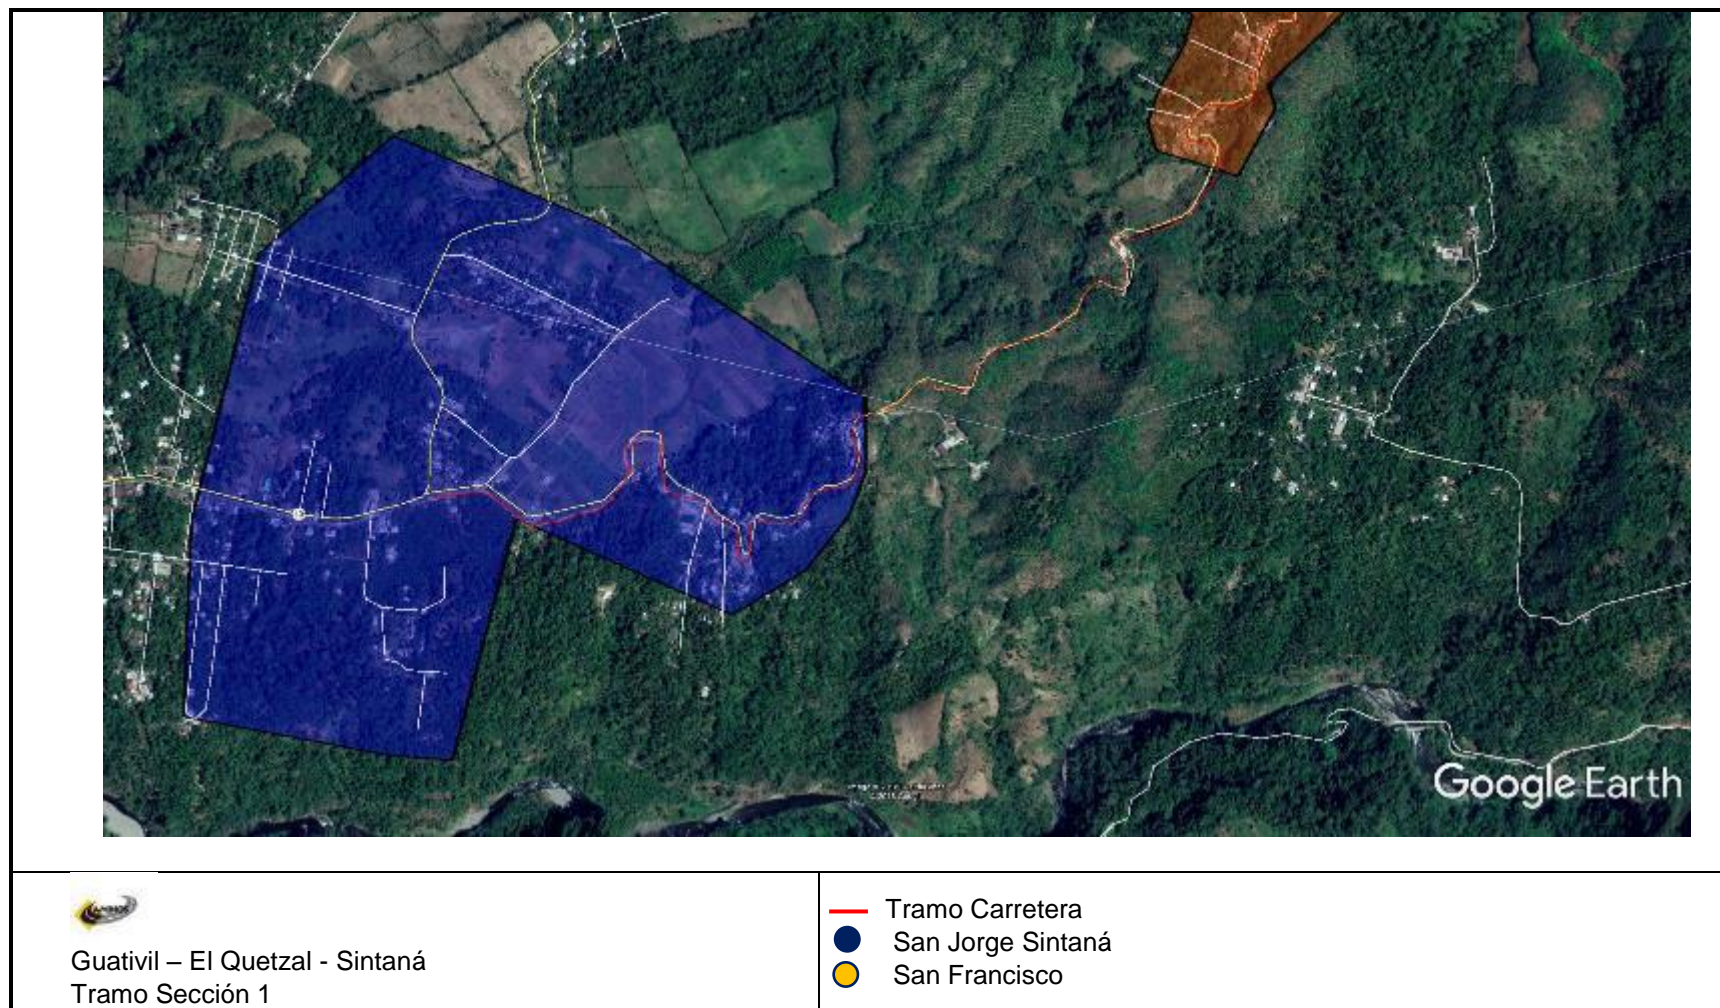 Google Earth
Guativil – El Quetzal - Sintaná
Tramo Sección 1
Tramo Carretera
San Jorge Sintaná
San Francisco